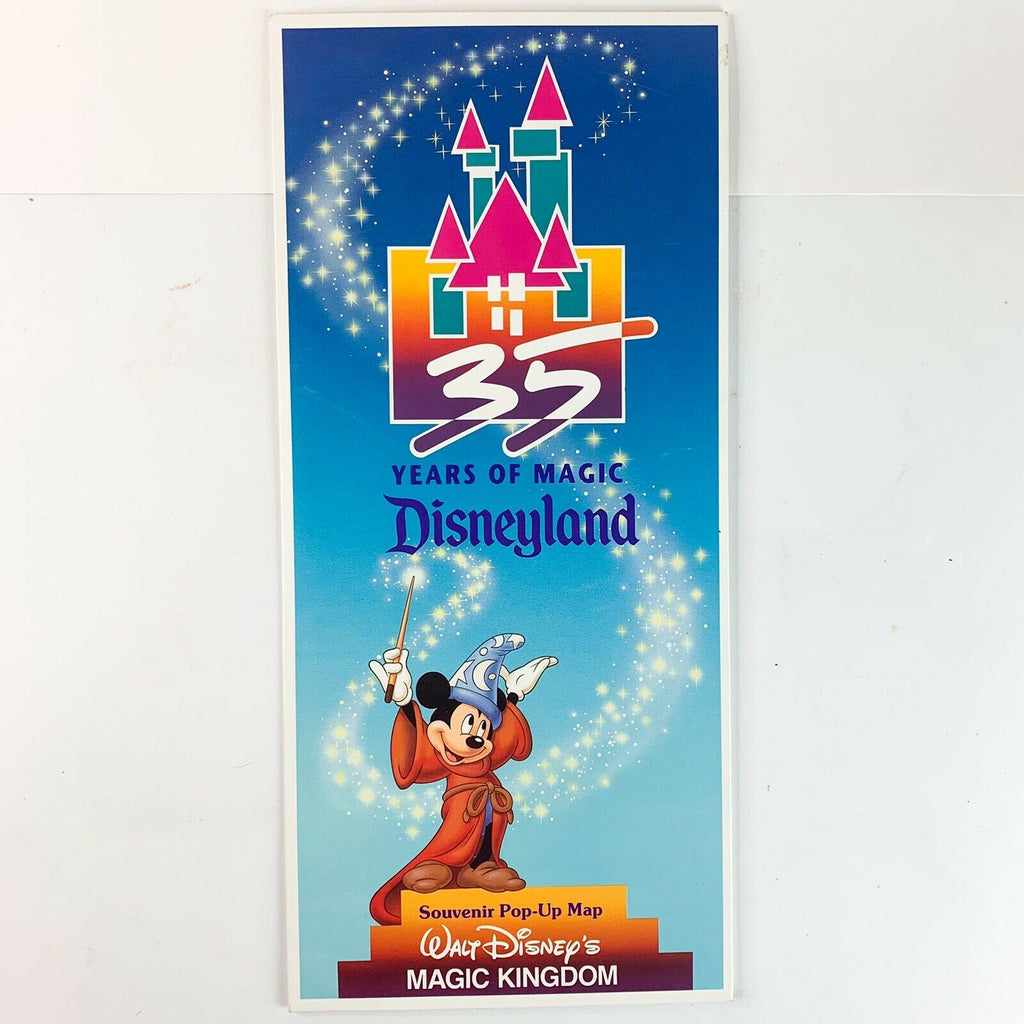 35
YEARS OF MAGIC
Disneyland
Souvenir Pop-Up Map
WALT DISNEY'S
MAGIC KINGDOM